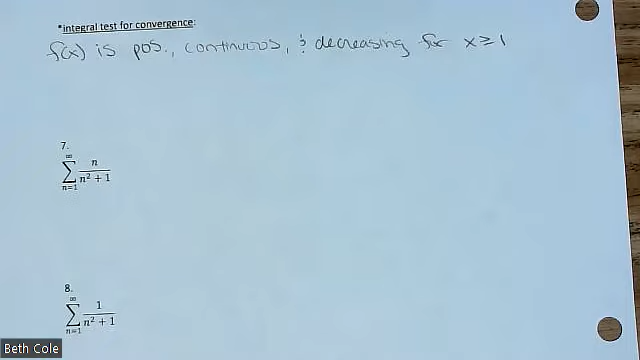 *integral test for convergence:
f(x) is pos., continuous, & decreasing for x ≥ 1
7.
∞
∑ n/(n² + 1)
n=1
8.
∞
∑ 1/(n² + 1)
n=1
Beth Cole